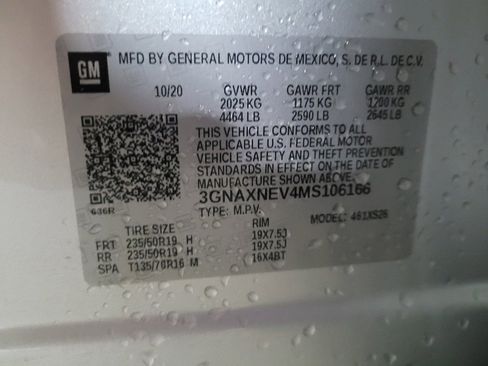 GM
MFD BY GENERAL MOTORS DE MEXICO, S. DE R.L. DE C.V.
10/20 GVWR GAWR FRT GAWR RR
2025 KG 1175 KG 1200 KG
4464 LB 2590 LB 2645 LB
THIS VEHICLE CONFORMS TO ALL
APPLICABLE U.S. FEDERAL MOTOR
VEHICLE SAFETY AND THEFT PREVENTION
STANDARDS IN EFFECT ON THE DATE OF
MANUFACTURE SHOWN ABOVE.
3GNAXNEV4MS106166
TYPE: M.P.V. MODEL: 461XS26
636R
TIRE SIZE RIM
FRT 235/50R19 H 19X7.5J
RR 235/50R19 H 19X7.5J
SPA T135/70R16 M 16X4BT